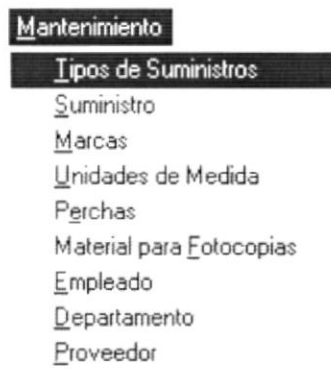 Mantenimiento
Tipos de Suministros
Suministro
Marcas
Unidades de Medida
Perchas
Material para Fotocopias
Empleado
Departamento
Proveedor